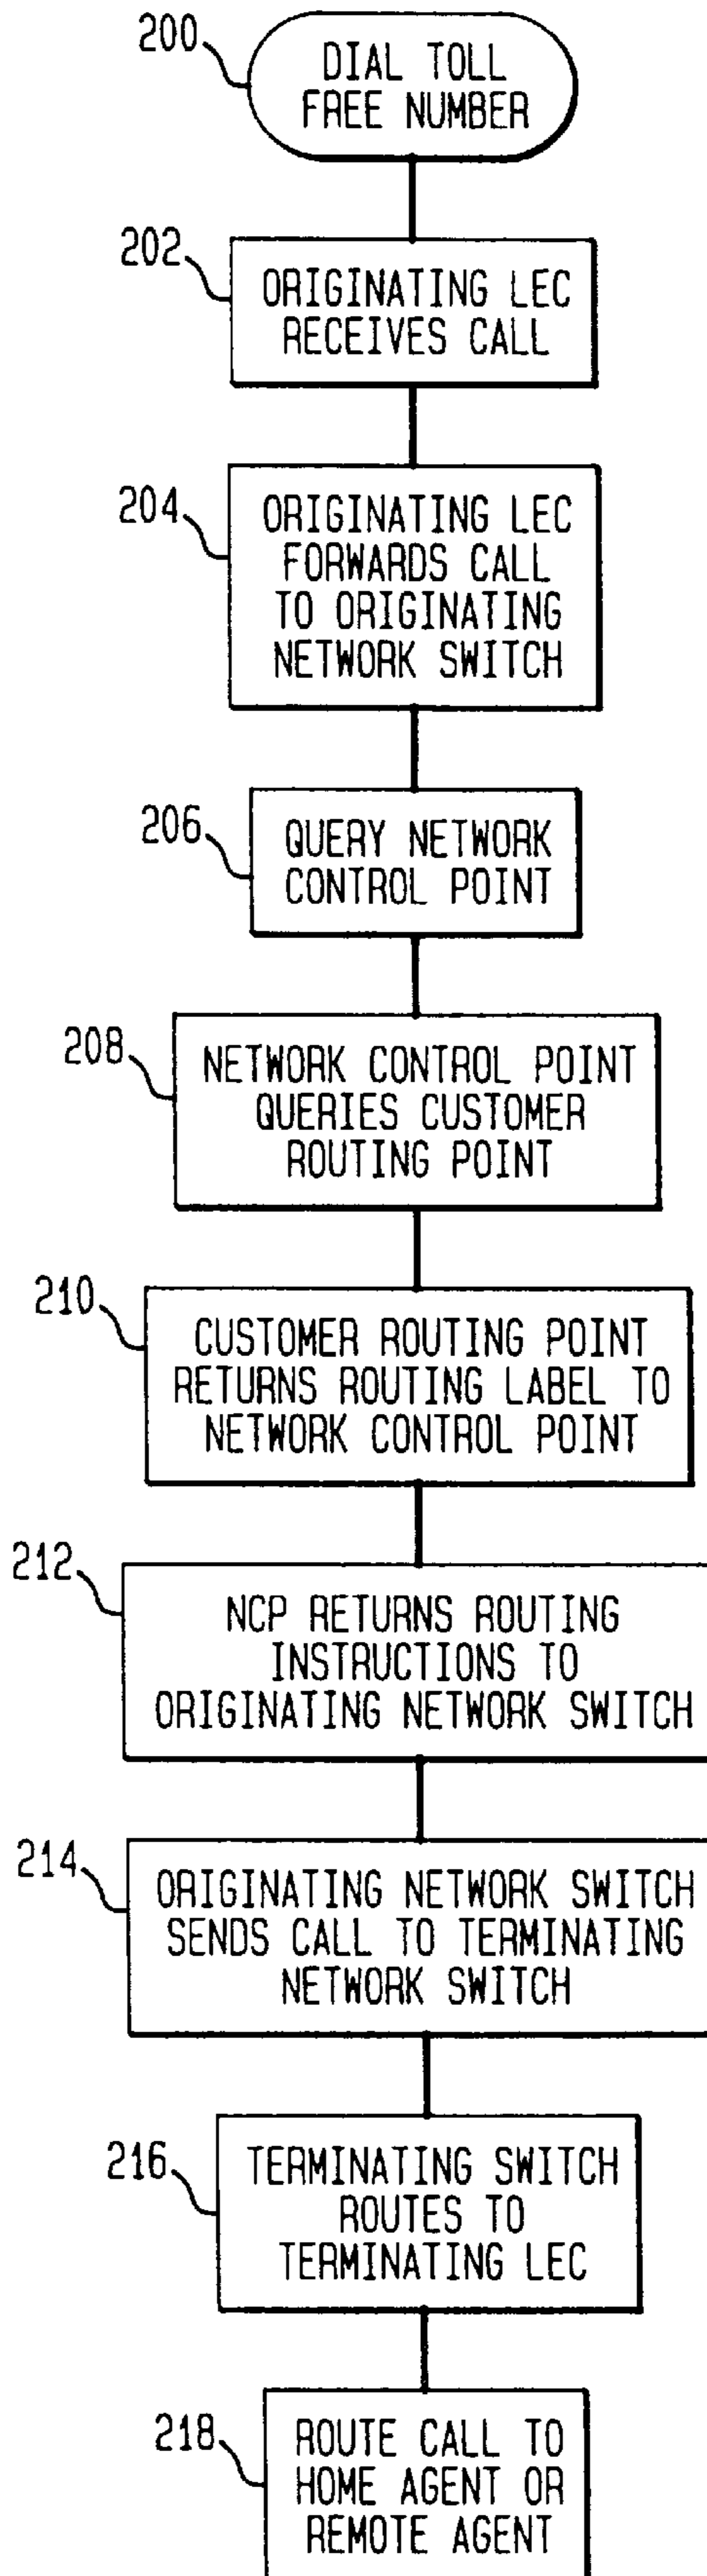 200
DIAL TOLL
FREE NUMBER
202
ORIGINATING LEC
RECEIVES CALL
204
ORIGINATING LEC
FORWARDS CALL
TO ORIGINATING
NETWORK SWITCH
206
QUERY NETWORK
CONTROL POINT
208
NETWORK CONTROL POINT
QUERIES CUSTOMER
ROUTING POINT
210
CUSTOMER ROUTING POINT
RETURNS ROUTING LABEL TO
NETWORK CONTROL POINT
212
NCP RETURNS ROUTING
INSTRUCTIONS TO
ORIGINATING NETWORK SWITCH
214
ORIGINATING NETWORK SWITCH
SENDS CALL TO TERMINATING
NETWORK SWITCH
216
TERMINATING SWITCH
ROUTES TO
TERMINATING LEC
218
ROUTE CALL TO
HOME AGENT OR
REMOTE AGENT